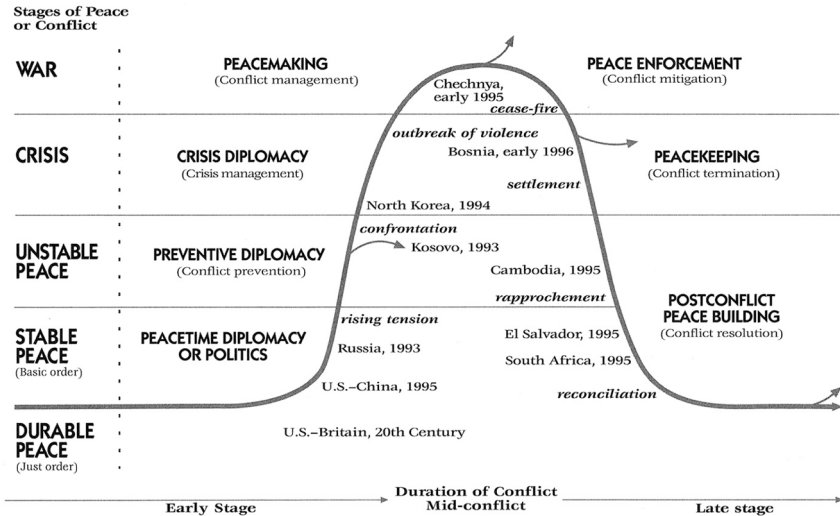 Stages of Peace
or Conflict
WAR
PEACEMAKING
(Conflict management)
PEACE ENFORCEMENT
(Conflict mitigation)
Chechnya,
early 1995
cease-fire
outbreak of violence
CRISIS
CRISIS DIPLOMACY
(Crisis management)
Bosnia, early 1996
PEACEKEEPING
(Conflict termination)
settlement
North Korea, 1994
confrontation
UNSTABLE
PEACE
PREVENTIVE DIPLOMACY
(Conflict prevention)
Kosovo, 1993
Cambodia, 1995
rapprochement
POSTCONFLICT
PEACE BUILDING
(Conflict resolution)
rising tension
STABLE
PEACE
(Basic order)
PEACETIME DIPLOMACY
OR POLITICS
Russia, 1993
El Salvador, 1995
South Africa, 1995
U.S.–China, 1995
reconciliation
DURABLE
PEACE
(Just order)
U.S.–Britain, 20th Century
Duration of Conflict
Early Stage
Mid-conflict
Late stage